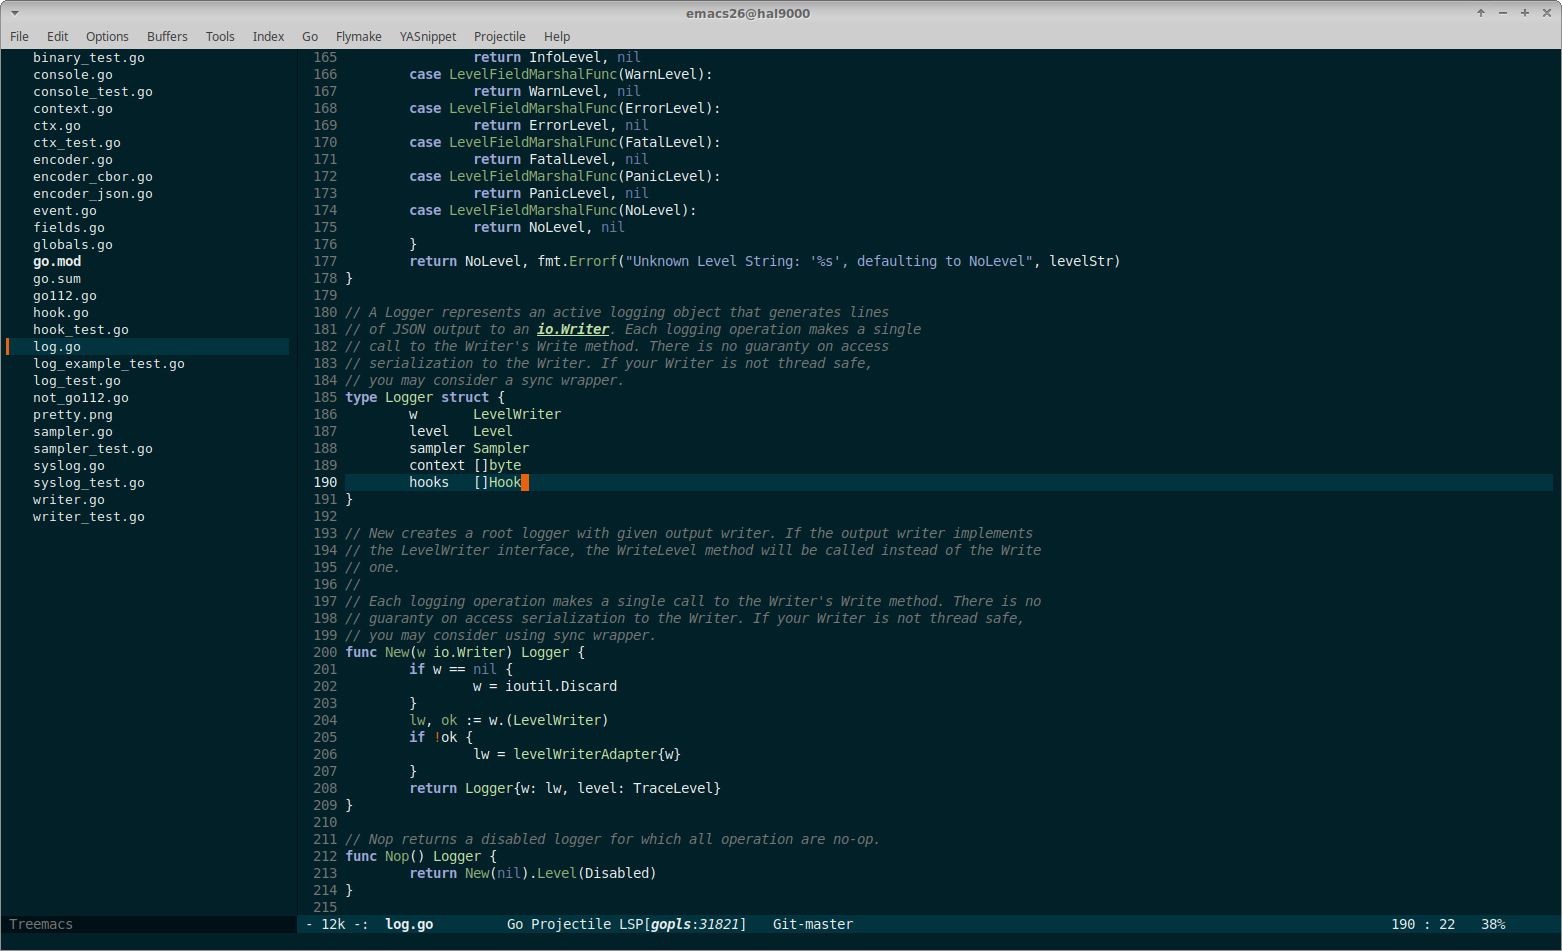 emacs26@hal9000
File Edit Options Buffers Tools Index Go Flymake YASnippet Projectile Help
binary_test.go
console.go
console_test.go
context.go
ctx.go
ctx_test.go
encoder.go
encoder_cbor.go
encoder_json.go
event.go
fields.go
globals.go
go.mod
go.sum
go112.go
hook.go
hook_test.go
log.go
log_example_test.go
log_test.go
not_go112.go
pretty.png
sampler.go
sampler_test.go
syslog.go
syslog_test.go
writer.go
writer_test.go
Treemacs
165                 return InfoLevel, nil
166         case LevelFieldMarshalFunc(WarnLevel):
167                 return WarnLevel, nil
168         case LevelFieldMarshalFunc(ErrorLevel):
169                 return ErrorLevel, nil
170         case LevelFieldMarshalFunc(FatalLevel):
171                 return FatalLevel, nil
172         case LevelFieldMarshalFunc(PanicLevel):
173                 return PanicLevel, nil
174         case LevelFieldMarshalFunc(NoLevel):
175                 return NoLevel, nil
176         }
177         return NoLevel, fmt.Errorf("Unknown Level String: '%s', defaulting to NoLevel", levelStr)
178 }
179
180 // A Logger represents an active logging object that generates lines
181 // of JSON output to an io.Writer. Each logging operation makes a single
182 // call to the Writer's Write method. There is no guaranty on access
183 // serialization to the Writer. If your Writer is not thread safe,
184 // you may consider a sync wrapper.
185 type Logger struct {
186         w       LevelWriter
187         level   Level
188         sampler Sampler
189         context []byte
190         hooks   []Hook
191 }
192
193 // New creates a root logger with given output writer. If the output writer implements
194 // the LevelWriter interface, the WriteLevel method will be called instead of the Write
195 // one.
196 //
197 // Each logging operation makes a single call to the Writer's Write method. There is no
198 // guaranty on access serialization to the Writer. If your Writer is not thread safe,
199 // you may consider using sync wrapper.
200 func New(w io.Writer) Logger {
201         if w == nil {
202                 w = ioutil.Discard
203         }
204         lw, ok := w.(LevelWriter)
205         if !ok {
206                 lw = levelWriterAdapter{w}
207         }
208         return Logger{w: lw, level: TraceLevel}
209 }
210
211 // Nop returns a disabled logger for which all operation are no-op.
212 func Nop() Logger {
213         return New(nil).Level(Disabled)
214 }
215
- 12k -:  log.go         Go Projectile LSP[gopls:31821]   Git-master   190 : 22   38%